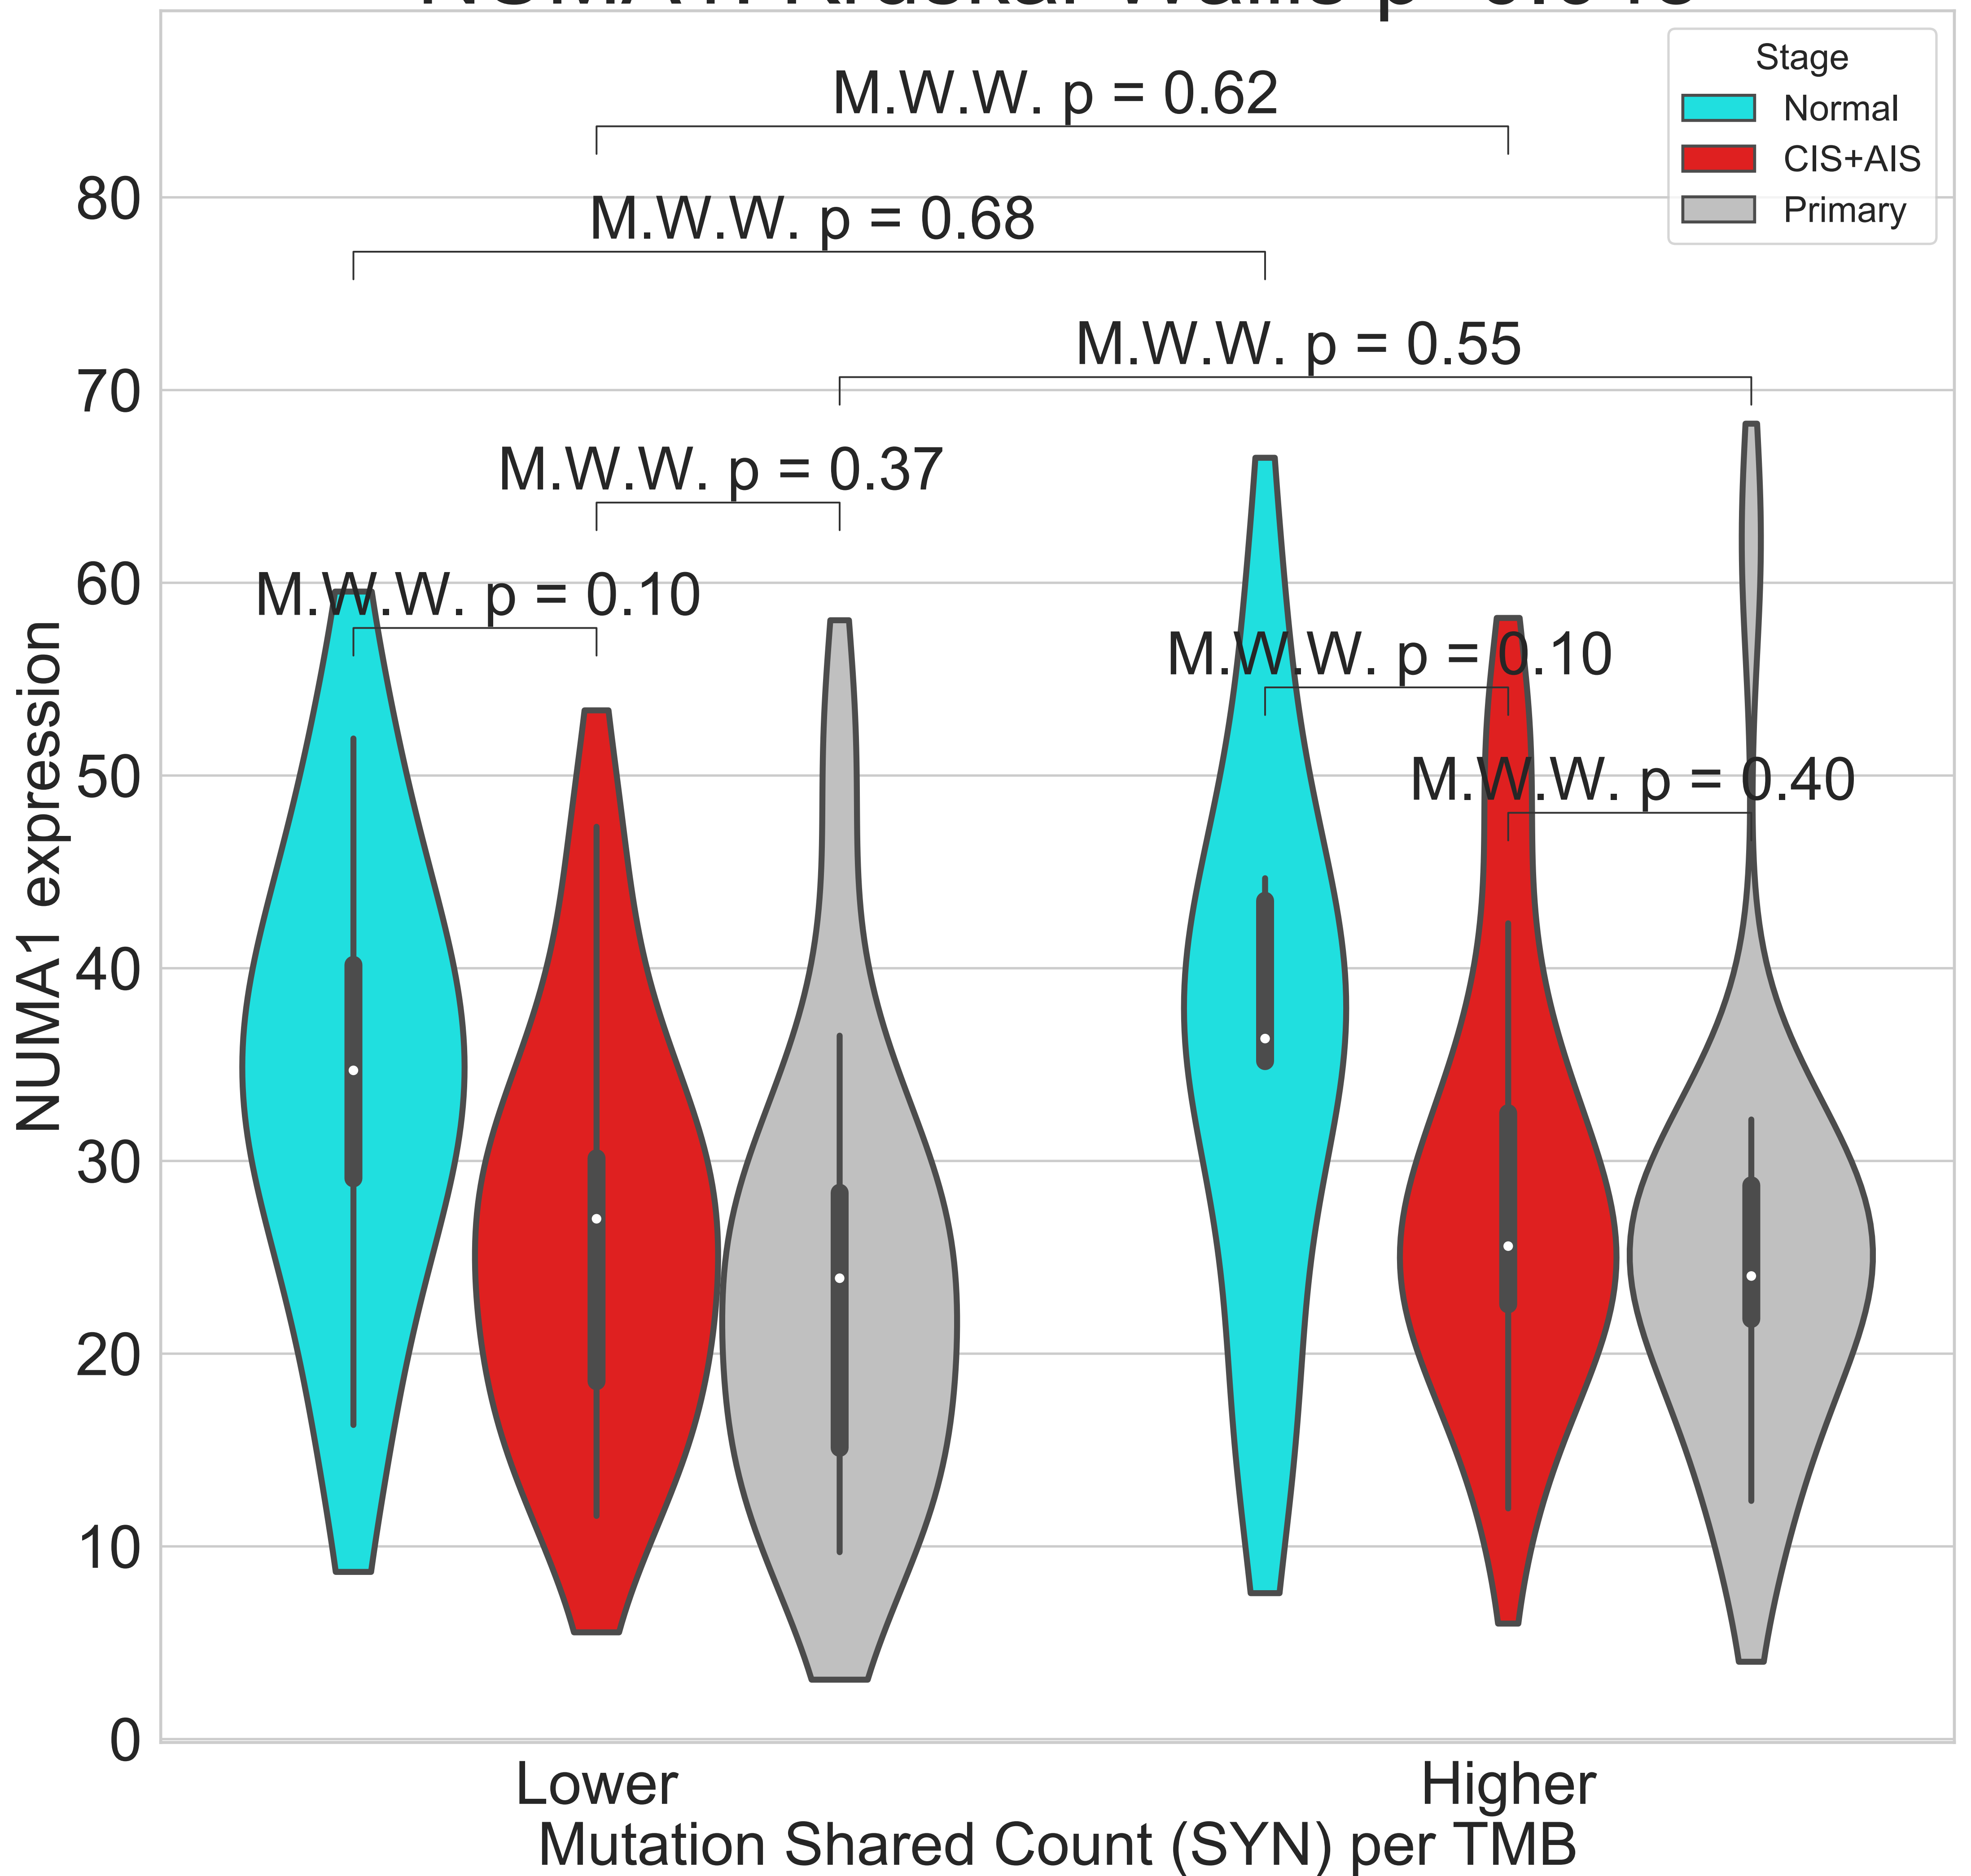 Stage
Normal
CIS+AIS
Primary
M.W.W. p = 0.62
M.W.W. p = 0.68
M.W.W. p = 0.55
M.W.W. p = 0.37
M.W.W. p = 0.10
M.W.W. p = 0.10
M.W.W. p = 0.40
NUMA1 expression
80
70
60
50
40
30
20
10
0
Lower
Higher
Mutation Shared Count (SYN) per TMB